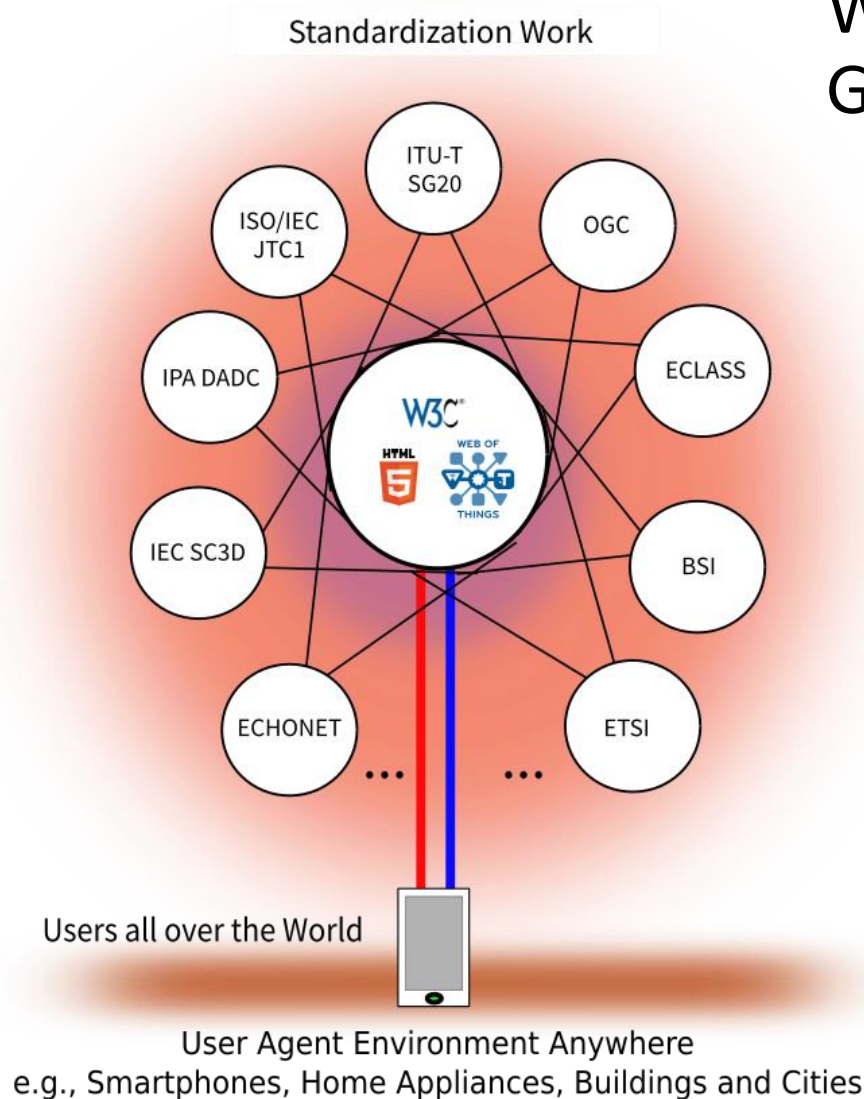 Standardization Work
W
G
ITU-T
SG20
ISO/IEC
JTC1
OGC
IPA DADC
ECLASS
W3C®
HTML
5
WEB OF
W T
THINGS
IEC SC3D
BSI
ECHONET
ETSI
... ...
Users all over the World
User Agent Environment Anywhere
e.g., Smartphones, Home Appliances, Buildings and Cities